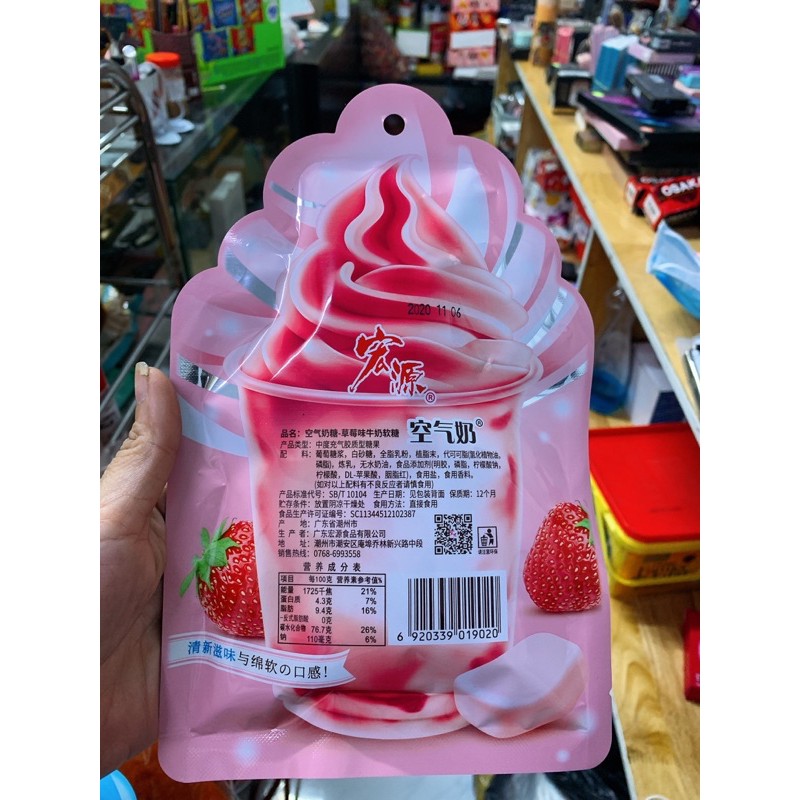 OSAKA
2020 11 06
宏源®
品名：空气奶糖-草莓味牛奶软糖 空气奶®
产品类型：中度充气胶质型糖果
配 料：葡萄糖浆，白砂糖，全脂乳粉，植脂末，代可可脂(氢化植物油，
磷脂)，炼乳，无水奶油，食品添加剂(明胶，磷脂，柠檬酸钠，
柠檬酸，DL-苹果酸，胭脂红)，食用盐，食用香料。
(如对以上配料有不良反应者请慎食用)
产品标准代号：SB/T 10104 生产日期：见包装背面 保质期：12个月
贮存条件：放置阴凉干燥处 食用方法：直接食用
食品生产许可证编号：SC11344512102387
产 地：广东省潮州市
生 产 者：广东宏源食品有限公司
地 址：潮州市潮安区庵埠乔林新兴路中段
销售热线：0768-6993558
请注意环保
营 养 成 分 表
项目 每100克 营养素参考值%
能量 1725千焦 21%
蛋白质 4.3克 7%
脂肪 9.4克 16%
-反式脂肪酸 0克
碳水化合物 76.7克 26%
钠 110毫克 6%
6 920339 019020
清新滋味与绵软の口感！